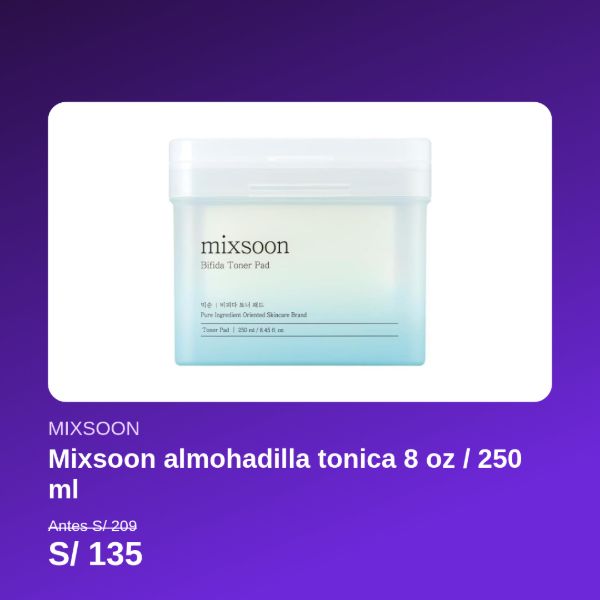 mixsoon
Bifida Toner Pad
믹순 | 비피다 토너 패드
Pure Ingredient Oriented Skincare Brand
Toner Pad | 250 ml / 8.45 fl. oz
MIXSOON
Mixsoon almohadilla tonica 8 oz / 250
ml
Antes S/ 209
S/ 135